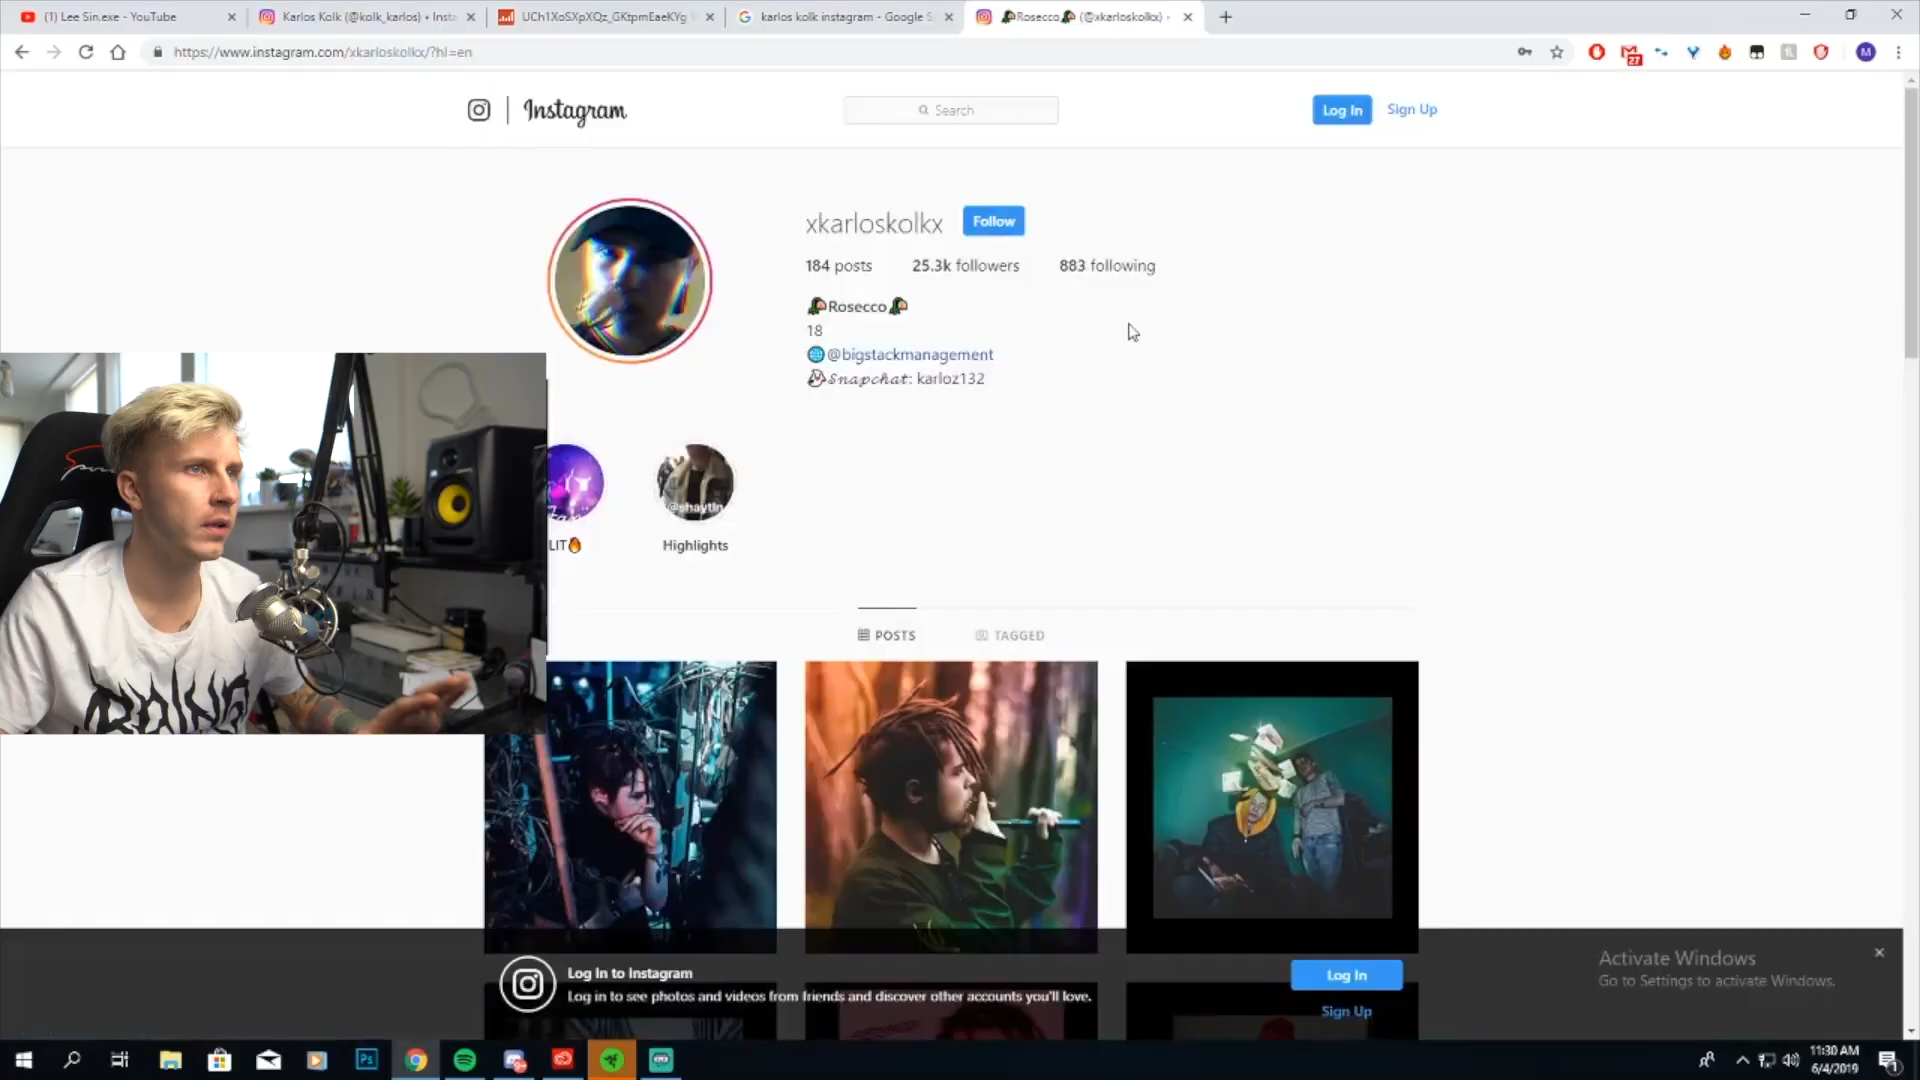 (1) Lee Sin.exe - YouTube
Karlos Kolk (@kolk_karlos) • Insta
UCh1XoSXpXQz_GKtpmEaeKYg
karlos kolk instagram - Google S
Rosecco (@xkarloskolkx) •
https://www.instagram.com/xkarloskolkx/?hl=en
27
M
Instagram
Search
Log In
Sign Up
xkarloskolkx
Follow
184 posts
25.3k followers
883 following
Rosecco
18
@bigstackmanagement
Snapchat: karloz132
@shaytln
LIT
Highlights
POSTS
TAGGED
Log In to Instagram
Log in to see photos and videos from friends and discover other accounts you'll love.
Log In
Sign Up
Activate Windows
Go to Settings to activate Windows.
Ps
11:30 AM
6/4/2019
1